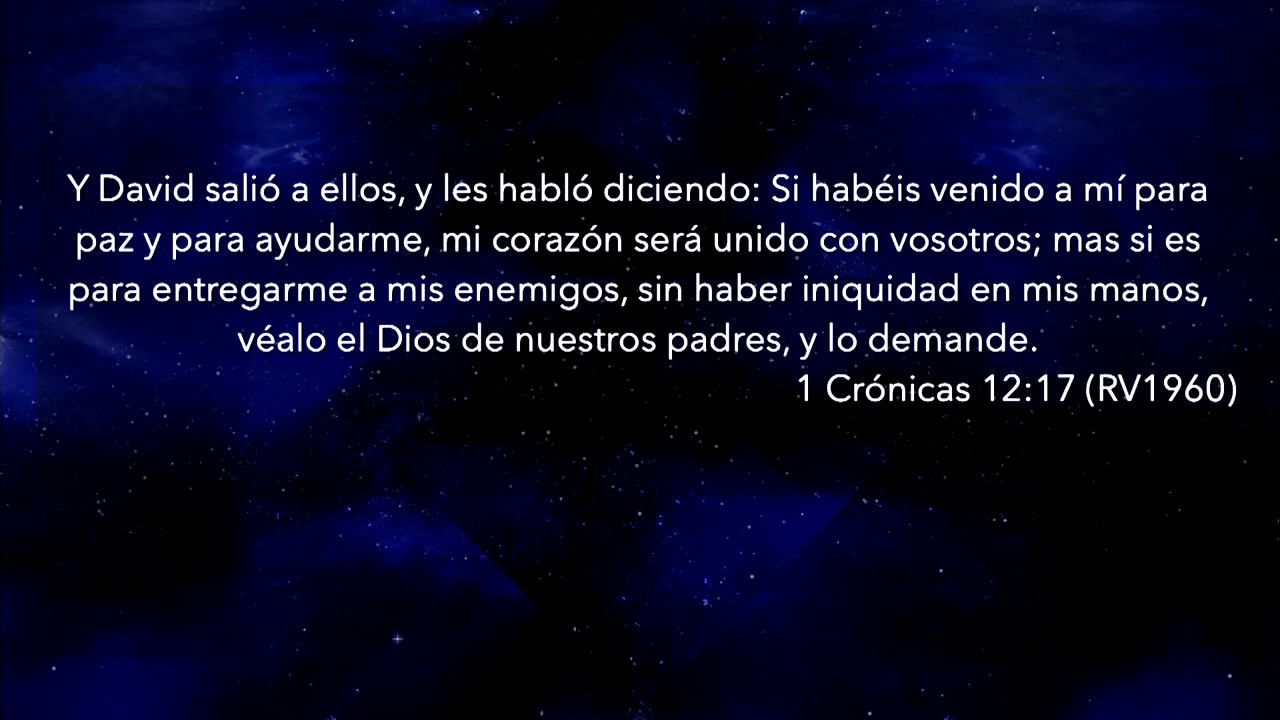 Y David salió a ellos, y les habló diciendo: Si habéis venido a mí para
paz y para ayudarme, mi corazón será unido con vosotros; mas si es
para entregarme a mis enemigos, sin haber iniquidad en mis manos,
véalo el Dios de nuestros padres, y lo demande.
1 Crónicas 12:17 (RV1960)